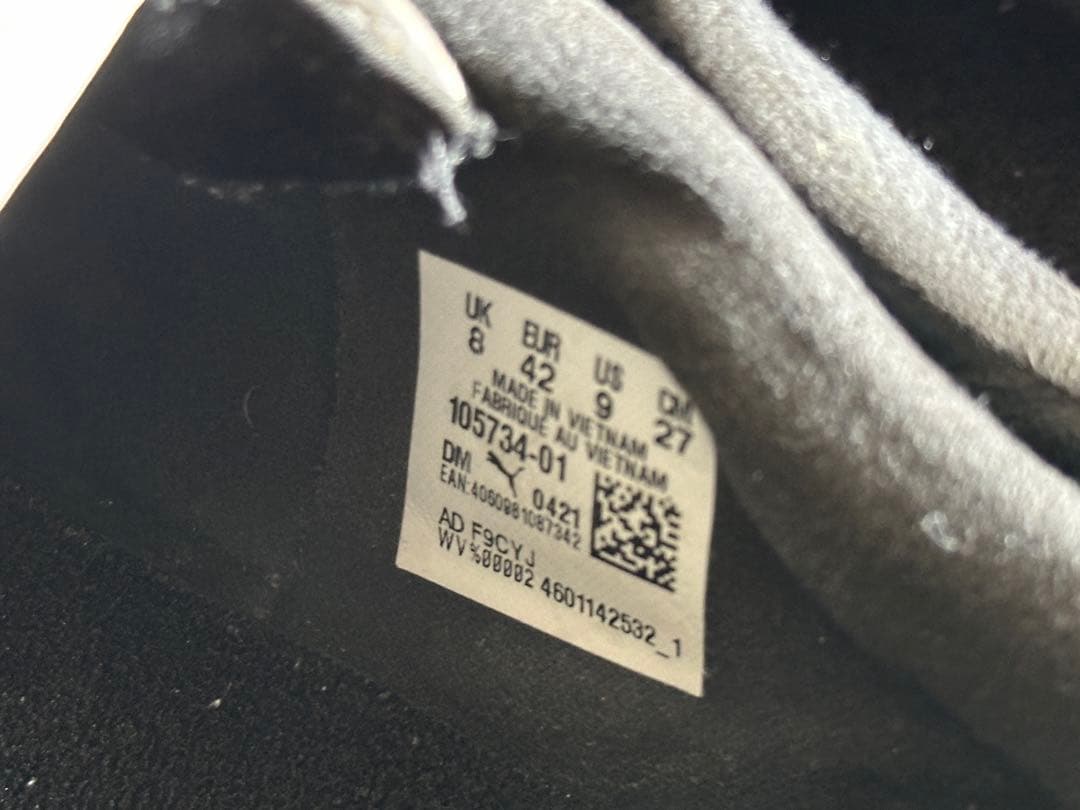 UK EUR US CM
8 42 9 27
MADE IN VIETNAM
FABRIQUE AU VIETNAM
105734-01
DM 0421
EAN:4060981087342
AD F9CYJ
WV%00002 4601142532_1